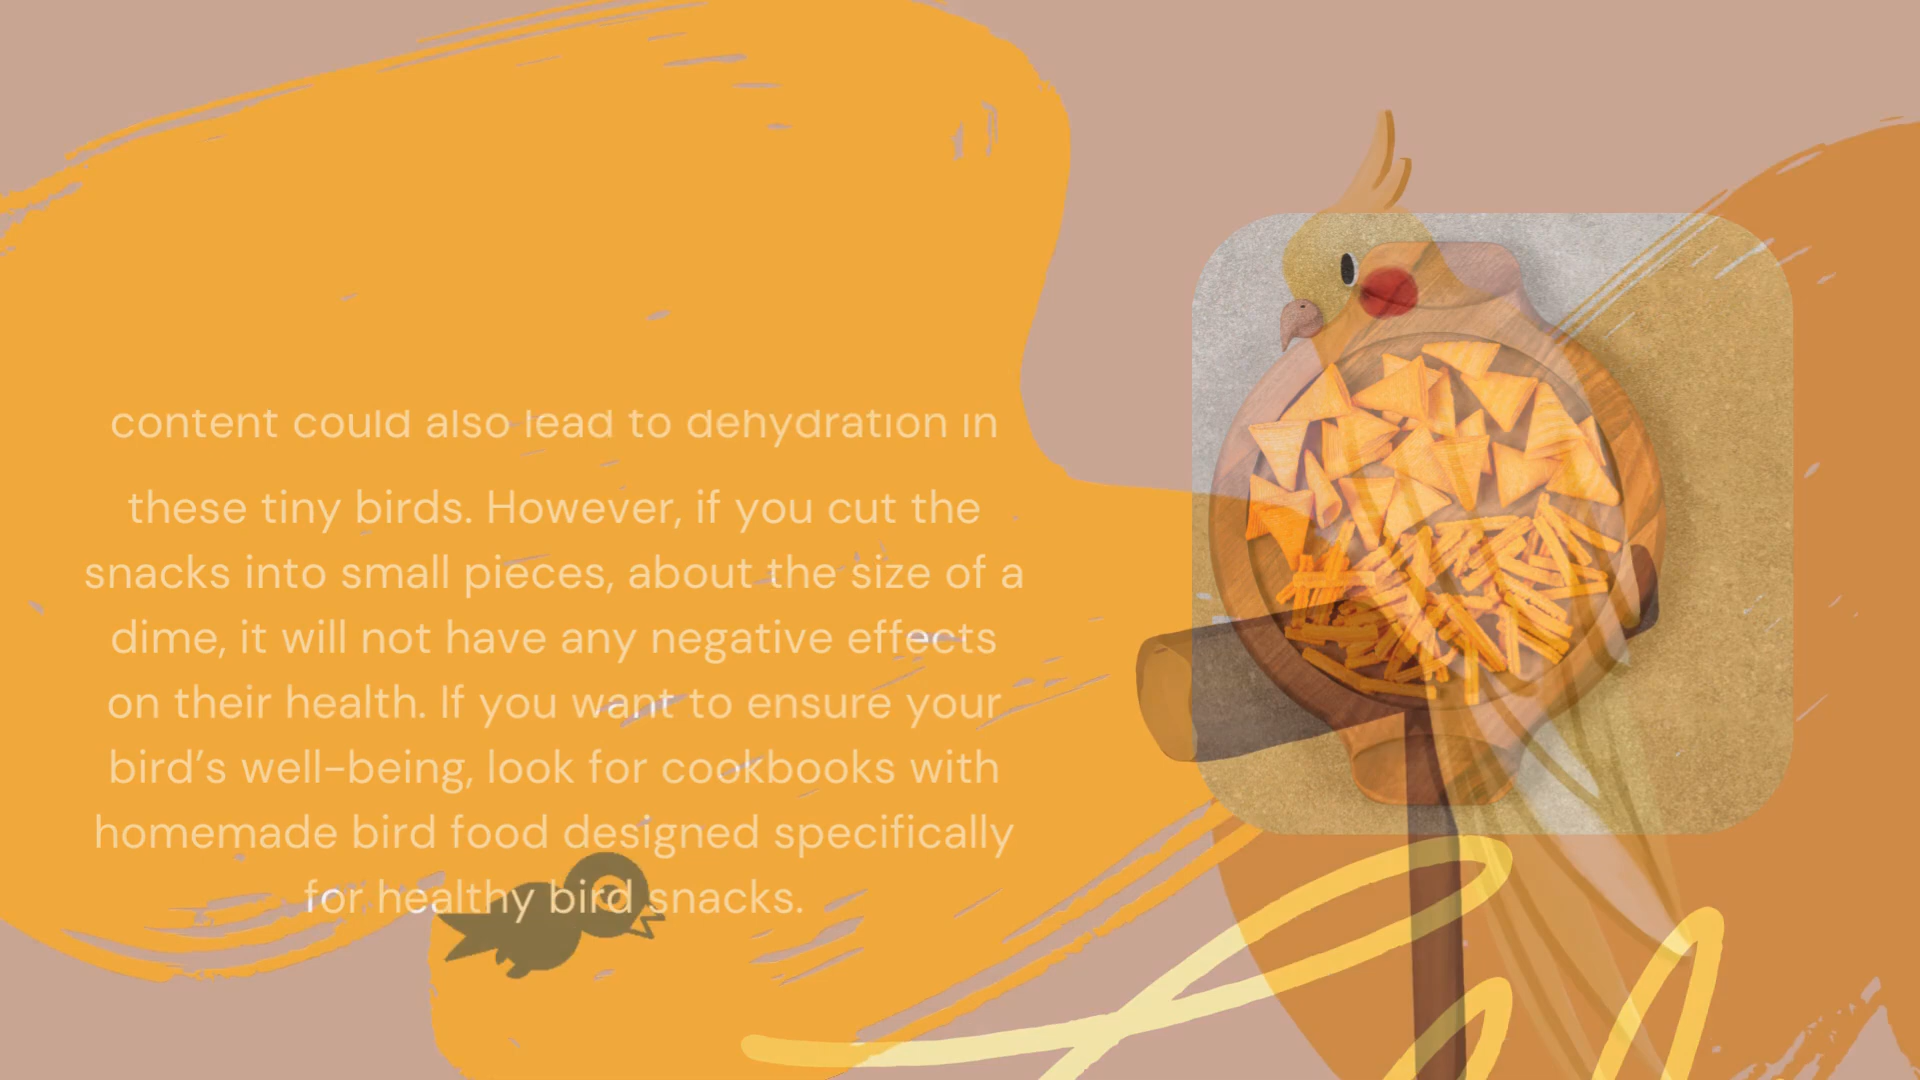 content could also lead to dehydration in
these tiny birds. However, if you cut the
snacks into small pieces, about the size of a
dime, it will not have any negative effects
on their health. If you want to ensure your
bird’s well-being, look for cookbooks with
homemade bird food designed specifically
for healthy bird snacks.